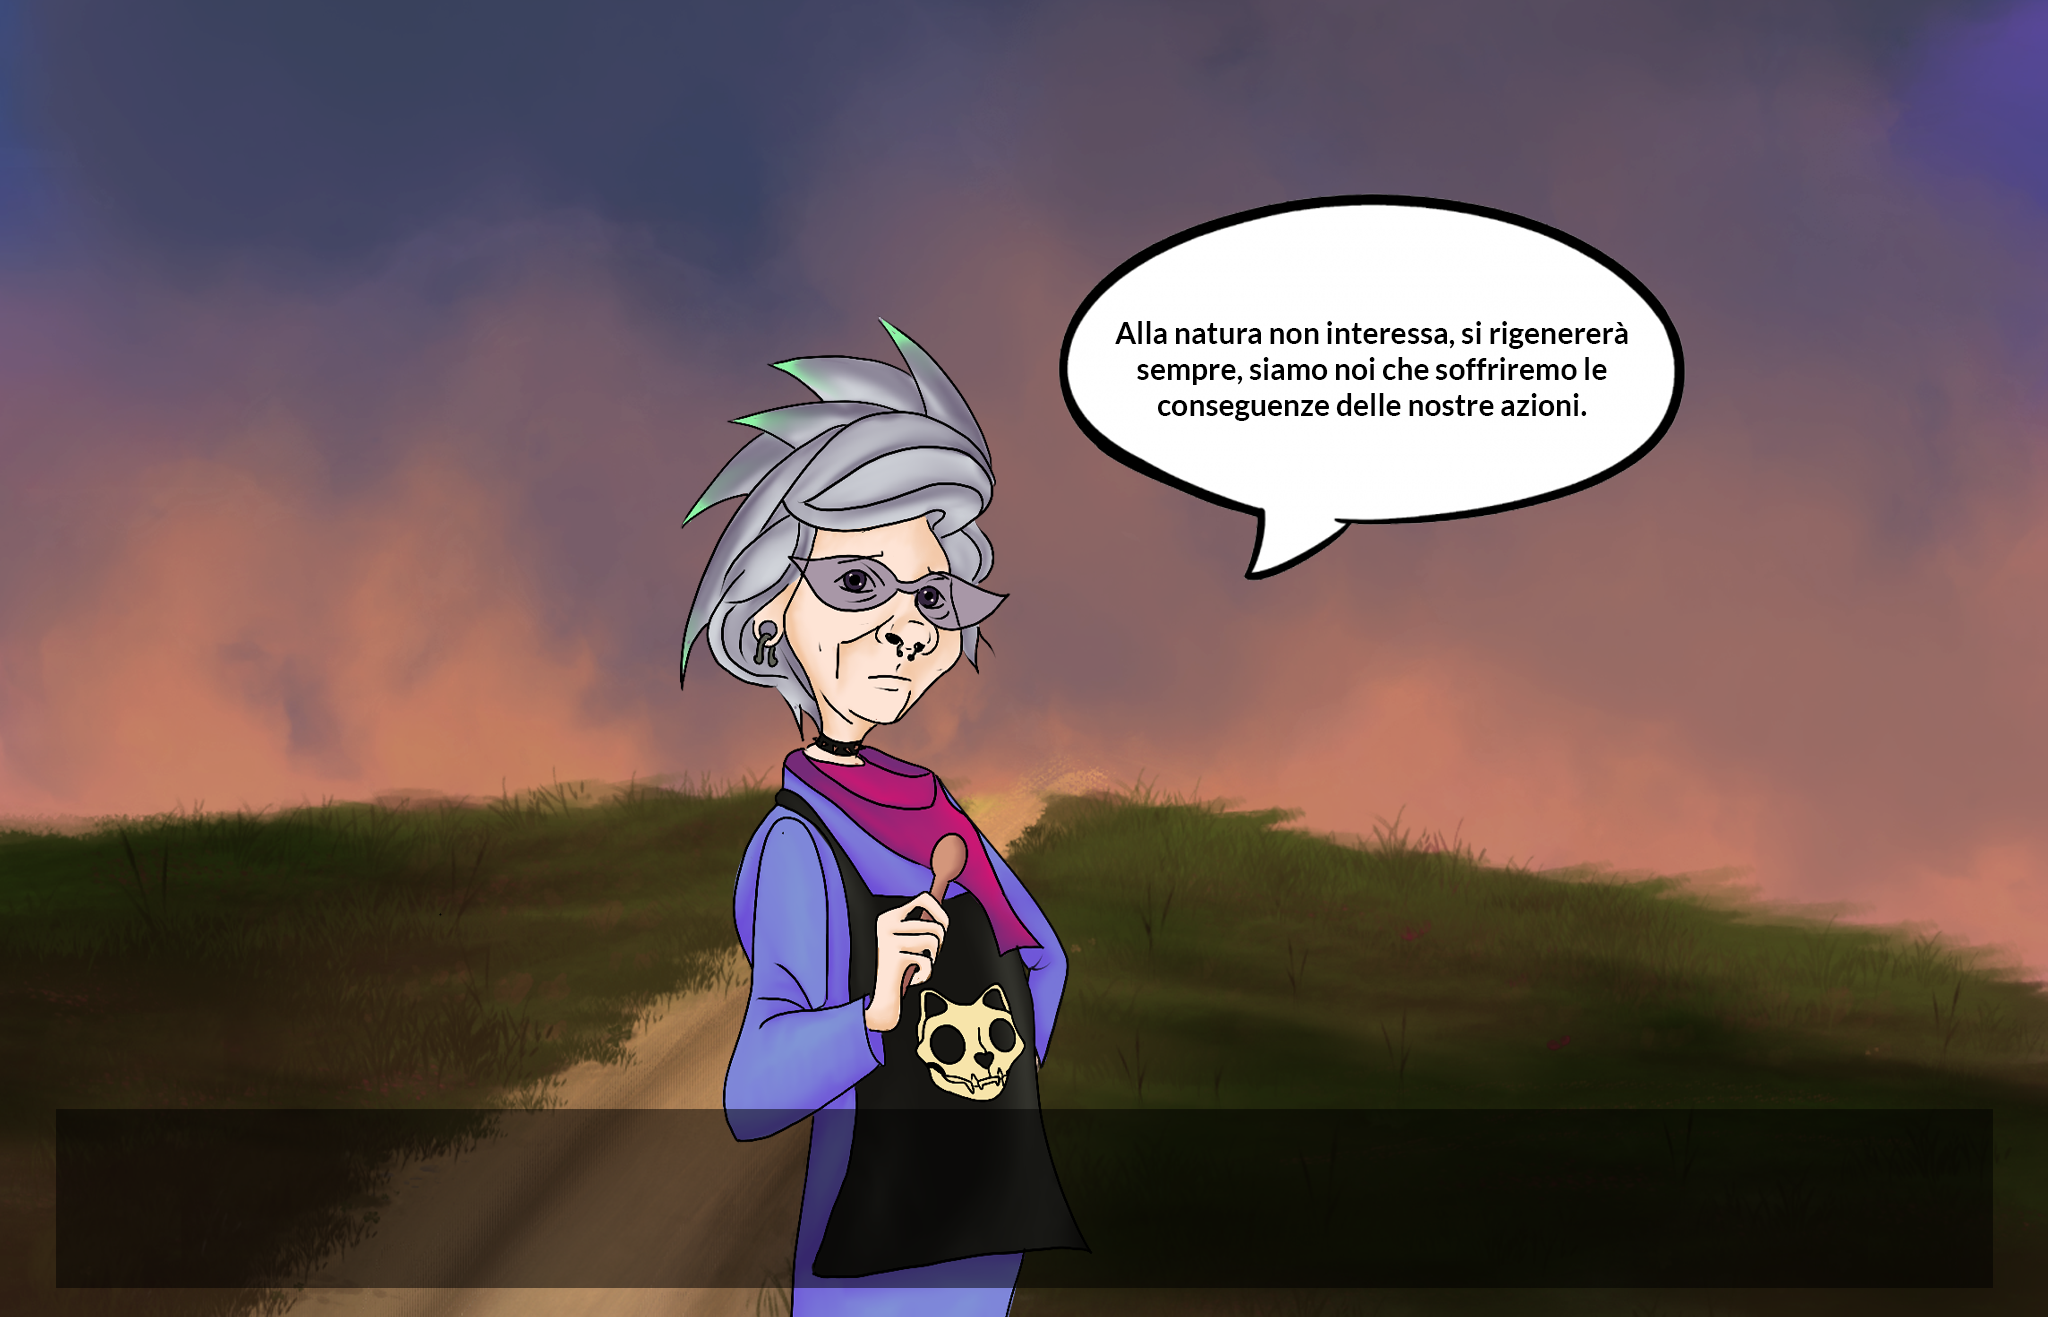 Alla natura non interessa, si rigenererà
sempre, siamo noi che soffriremo le
conseguenze delle nostre azioni.